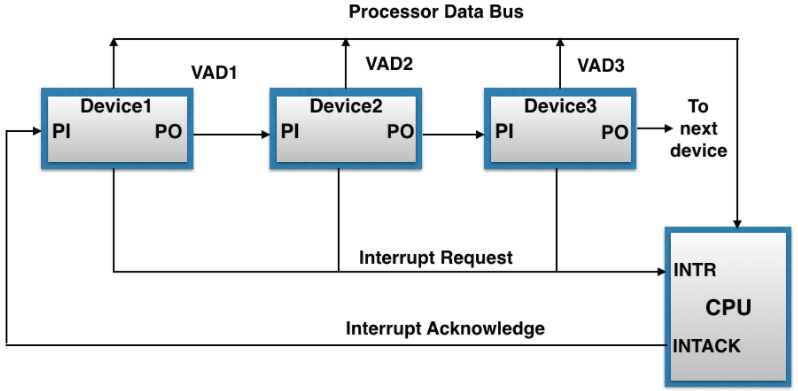 Processor Data Bus
VAD1
VAD2
VAD3
Device1
PI
PO
Device2
PI
PO
Device3
PI
PO
To
next
device
Interrupt Request
INTR
CPU
Interrupt Acknowledge
INTACK